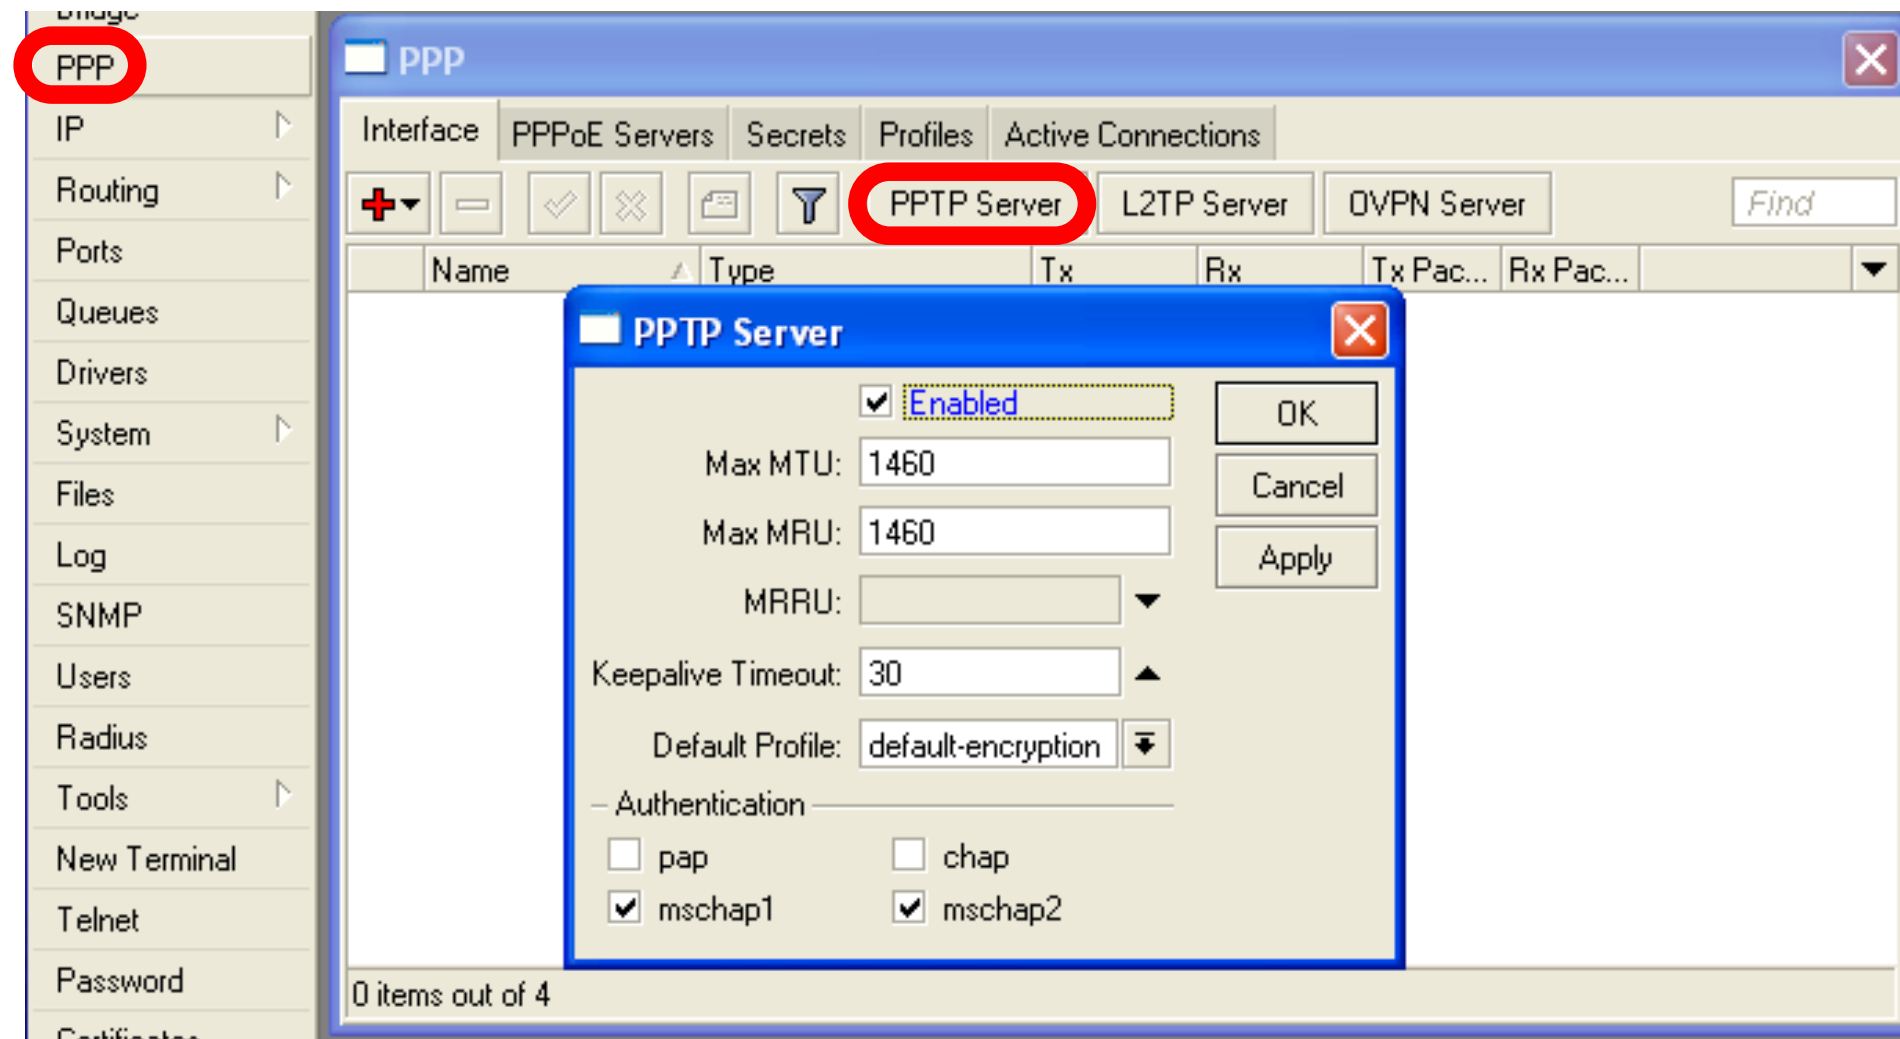 Bridge
PPP
IP
Routing
Ports
Queues
Drivers
System
Files
Log
SNMP
Users
Radius
Tools
New Terminal
Telnet
Password
Certificates
PPP
Interface PPPoE Servers Secrets Profiles Active Connections
PPTP Server L2TP Server OVPN Server Find
Name Type Tx Rx Tx Pac... Rx Pac...
PPTP Server
Enabled OK
Max MTU: 1460
Cancel
Max MRU: 1460
Apply
MRRU:
Keepalive Timeout: 30
Default Profile: default-encryption
Authentication
pap chap
mschap1 mschap2
0 items out of 4